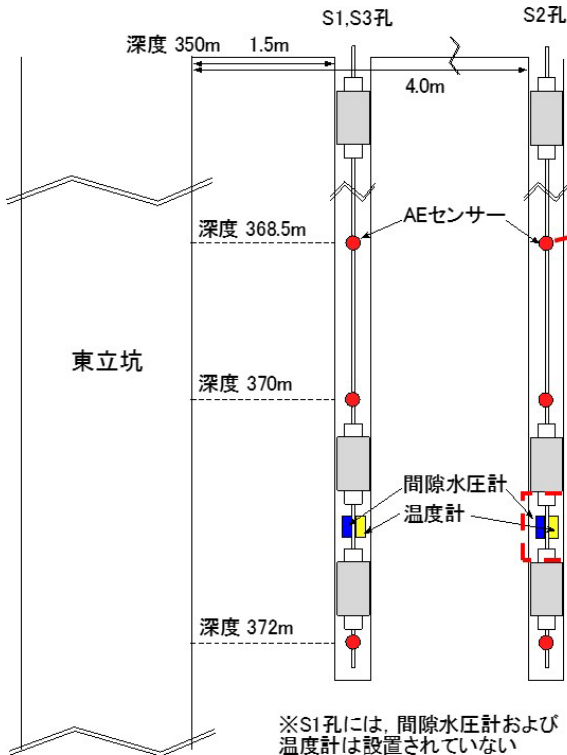 S1,S3孔
S2孔
深度 350m
1.5m
4.0m
AEセンサー
深度 368.5m
東立坑
深度 370m
間隙水圧計
温度計
深度 372m
※S1孔には, 間隙水圧計および
温度計は設置されていない